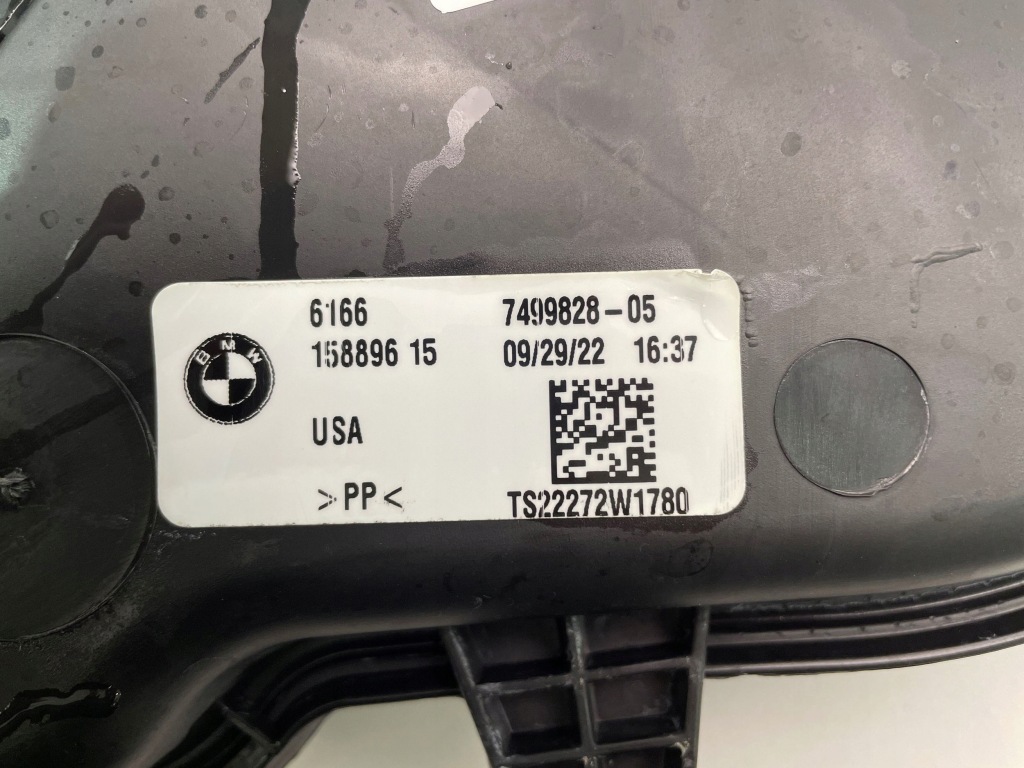 6166 7499828-05
158896 15 09/29/22 16:37
BMW
USA
>PP<
TS22272W1780